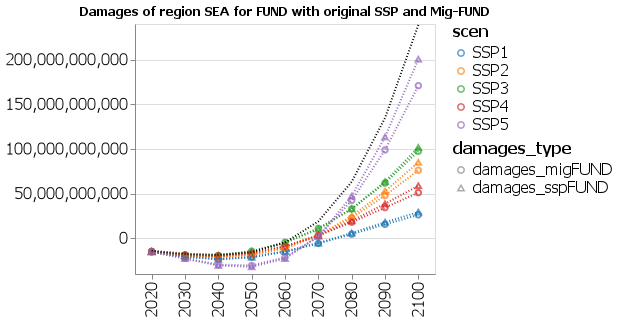 Damages of region SEA for FUND with original SSP and Mig-FUND
200,000,000,000
150,000,000,000
100,000,000,000
50,000,000,000
0
2020
2030
2040
2050
2060
2070
2080
2090
2100
scen
SSP1
SSP2
SSP3
SSP4
SSP5
damages_type
damages_migFUND
damages_sspFUND